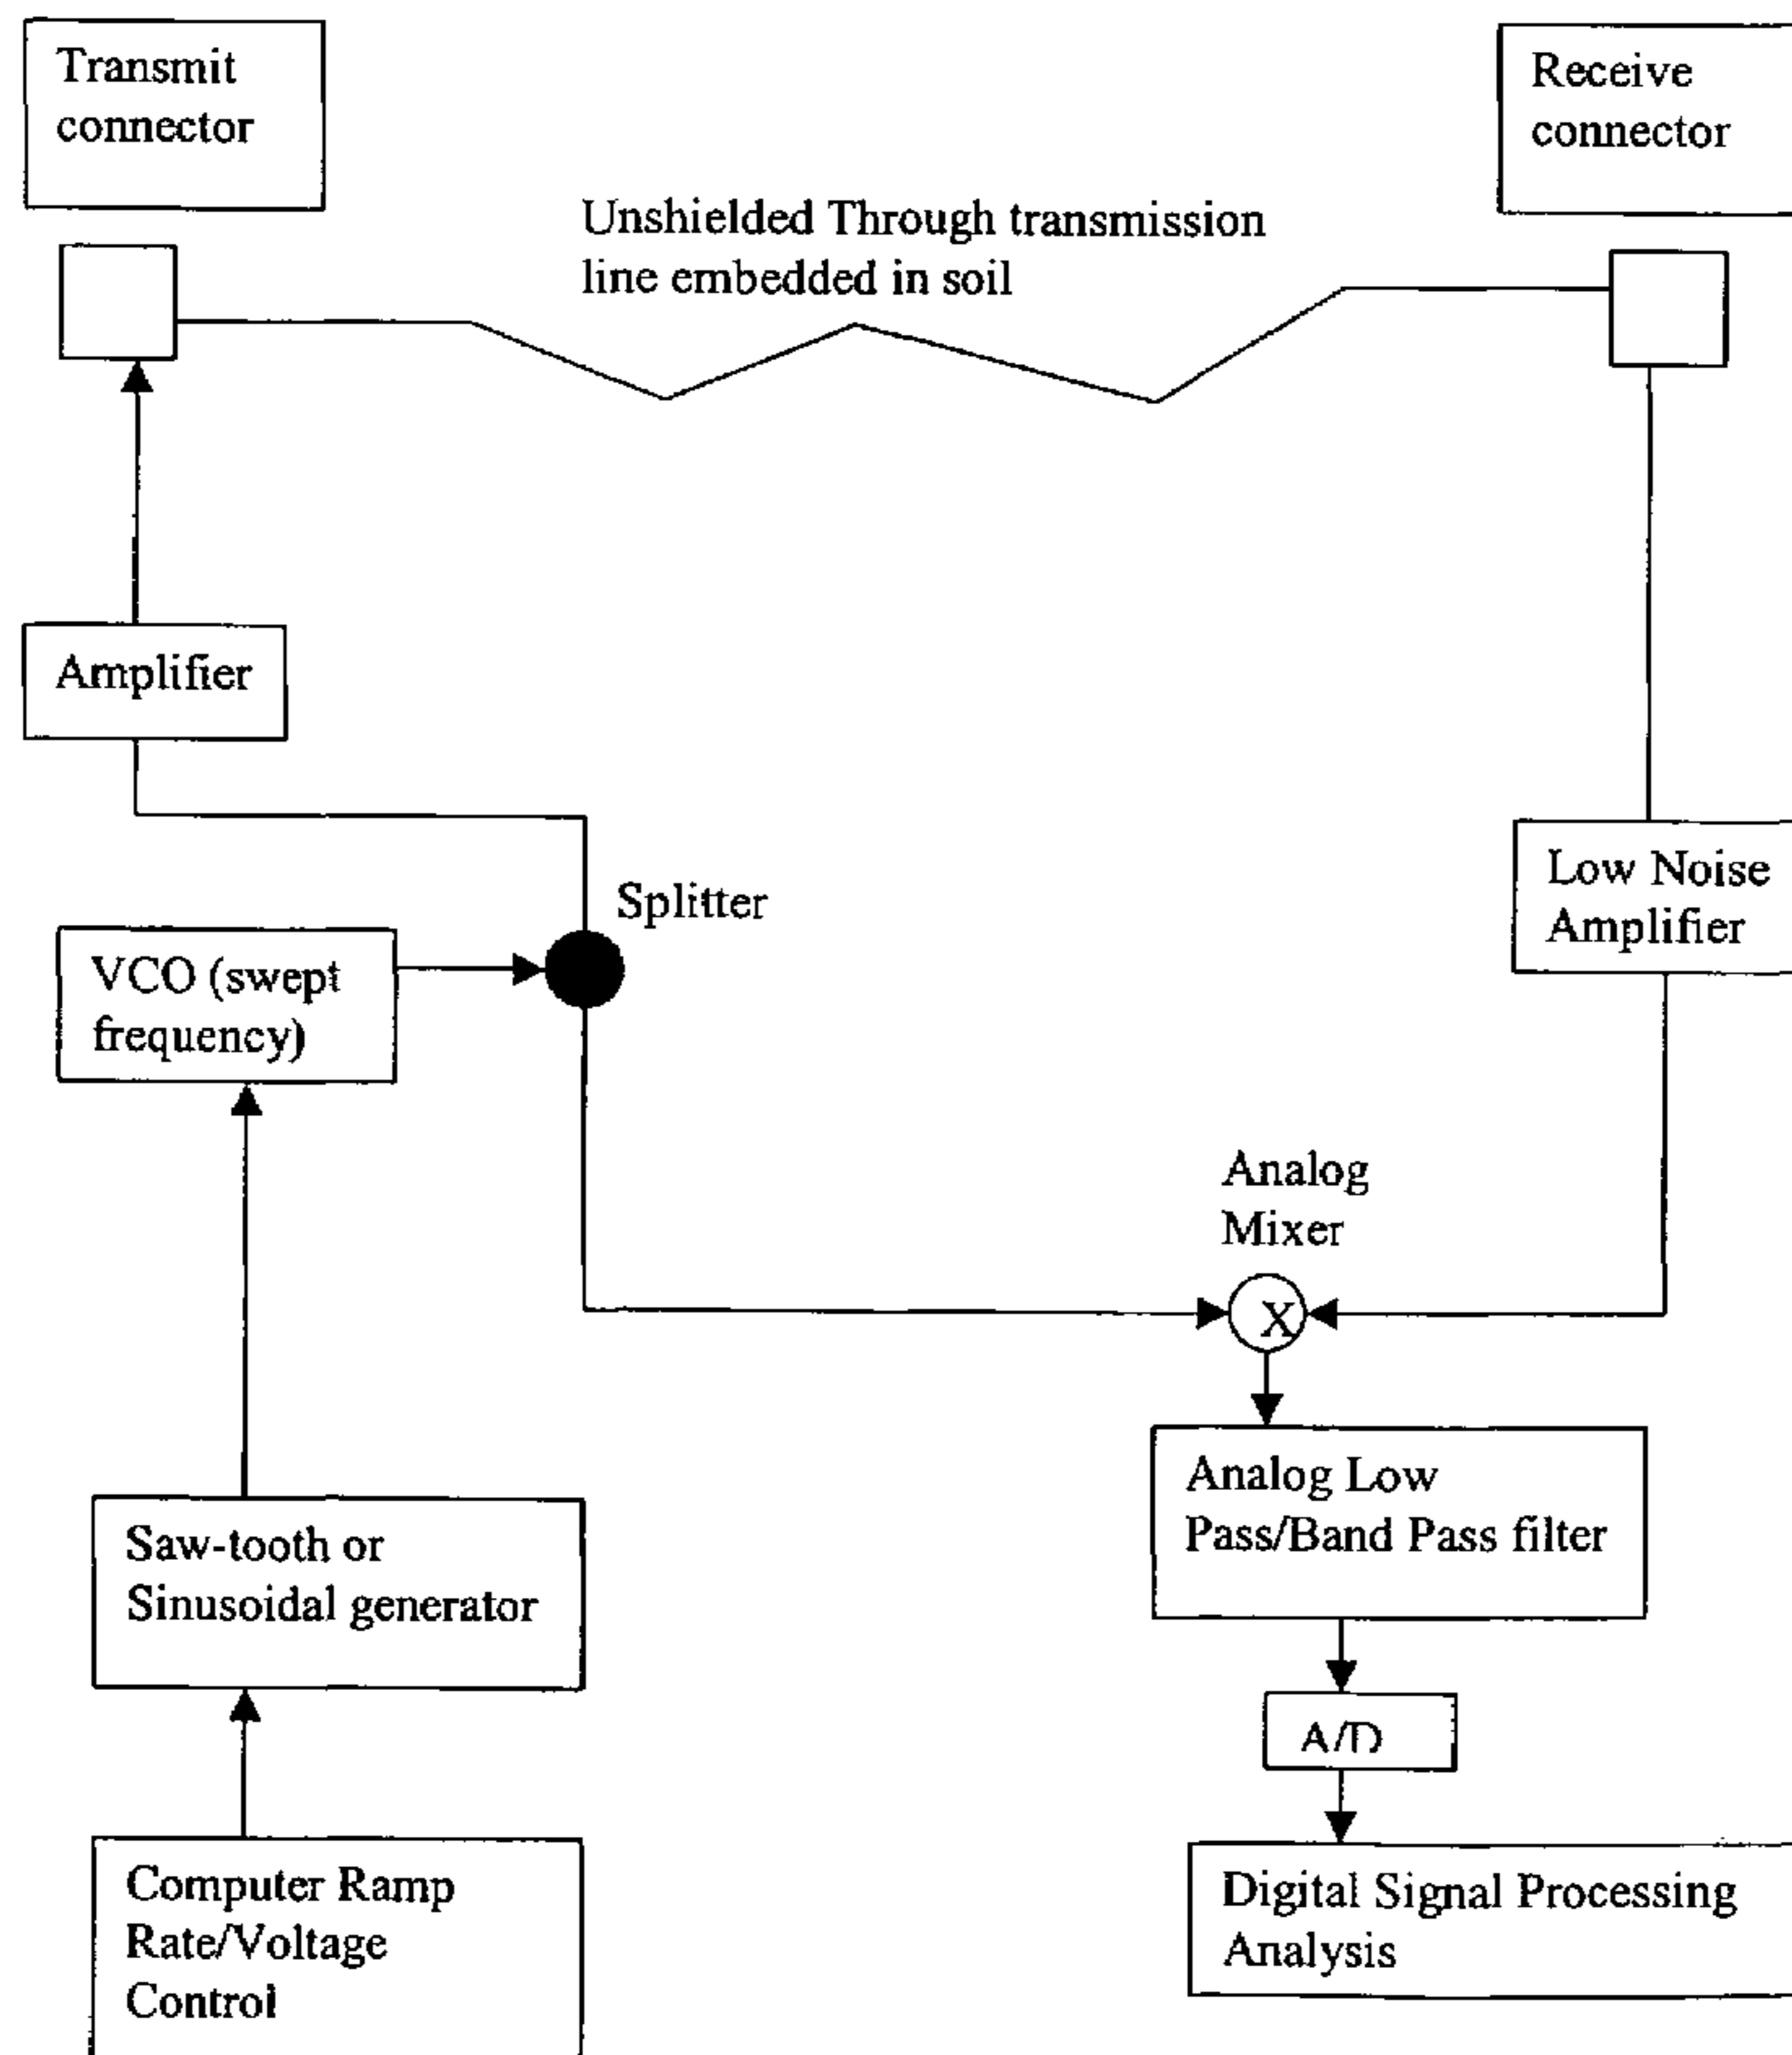 Transmit
connector
Receive
connector
Unshielded Through transmission
line embedded in soil
Amplifier
Splitter
Low Noise
Amplifier
VCO (swept
frequency)
Analog
Mixer
X
Analog Low
Pass/Band Pass filter
Saw-tooth or
Sinusoidal generator
A/D
Computer Ramp
Rate/Voltage
Control
Digital Signal Processing
Analysis